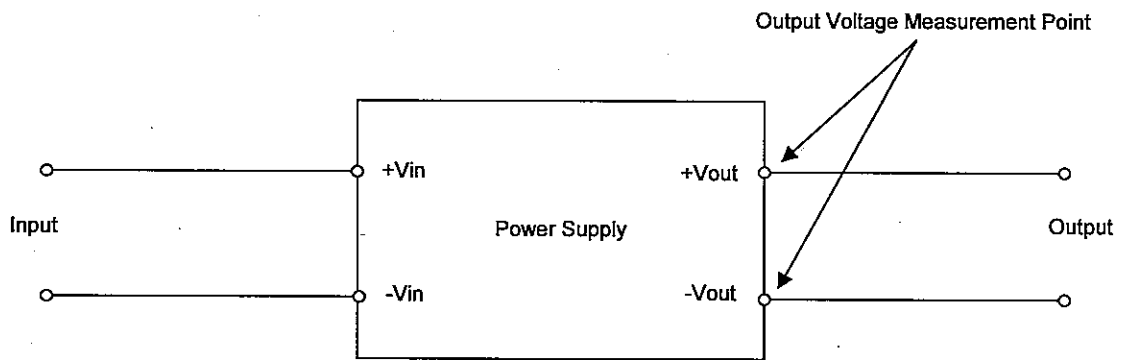 Output Voltage Measurement Point
+Vin
+Vout
Input
Power Supply
Output
-Vin
-Vout